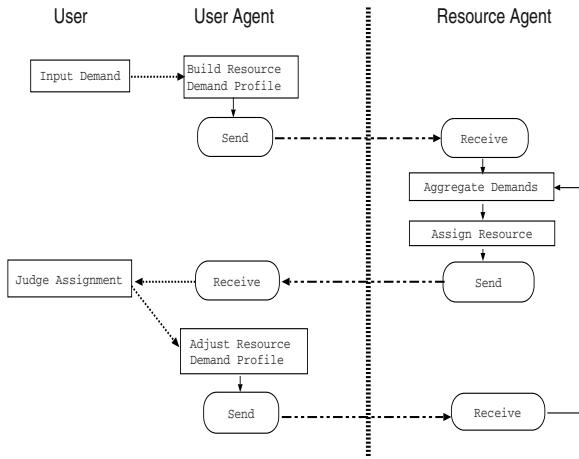 User
User Agent
Resource Agent
Input Demand
Build Resource
Demand Profile
Send
Receive
Aggregate Demands
Assign Resource
Judge Assignment
Receive
Send
Adjust Resource
Demand Profile
Send
Receive